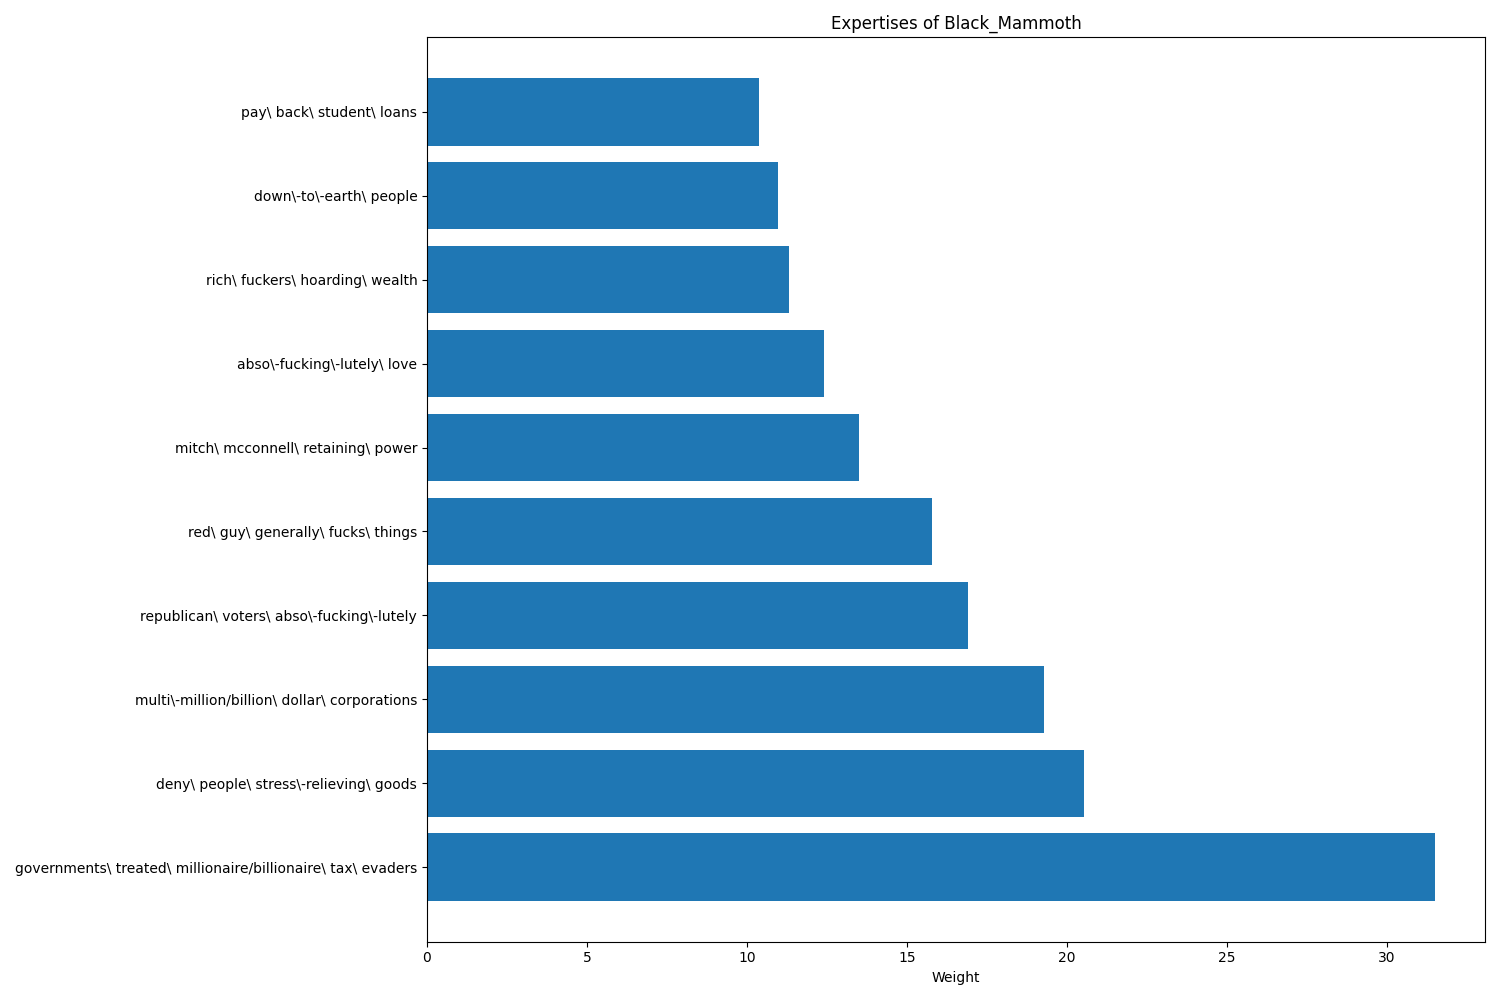 Expertises of Black_Mammoth
pay\ back\ student\ loans
down\-to\-earth\ people
rich\ fuckers\ hoarding\ wealth
abso\-fucking\-lutely\ love
mitch\ mcconnell\ retaining\ power
red\ guy\ generally\ fucks\ things
republican\ voters\ abso\-fucking\-lutely
multi\-million/billion\ dollar\ corporations
deny\ people\ stress\-relieving\ goods
governments\ treated\ millionaire/billionaire\ tax\ evaders
0 5 10 15 20 25 30
Weight